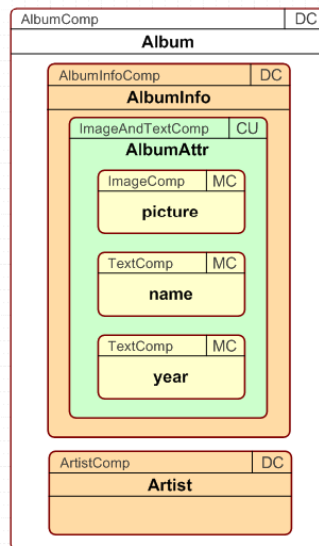 AlbumComp DC
Album
AlbumInfoComp DC
AlbumInfo
ImageAndTextComp CU
AlbumAttr
ImageComp MC
picture
TextComp MC
name
TextComp MC
year
ArtistComp DC
Artist